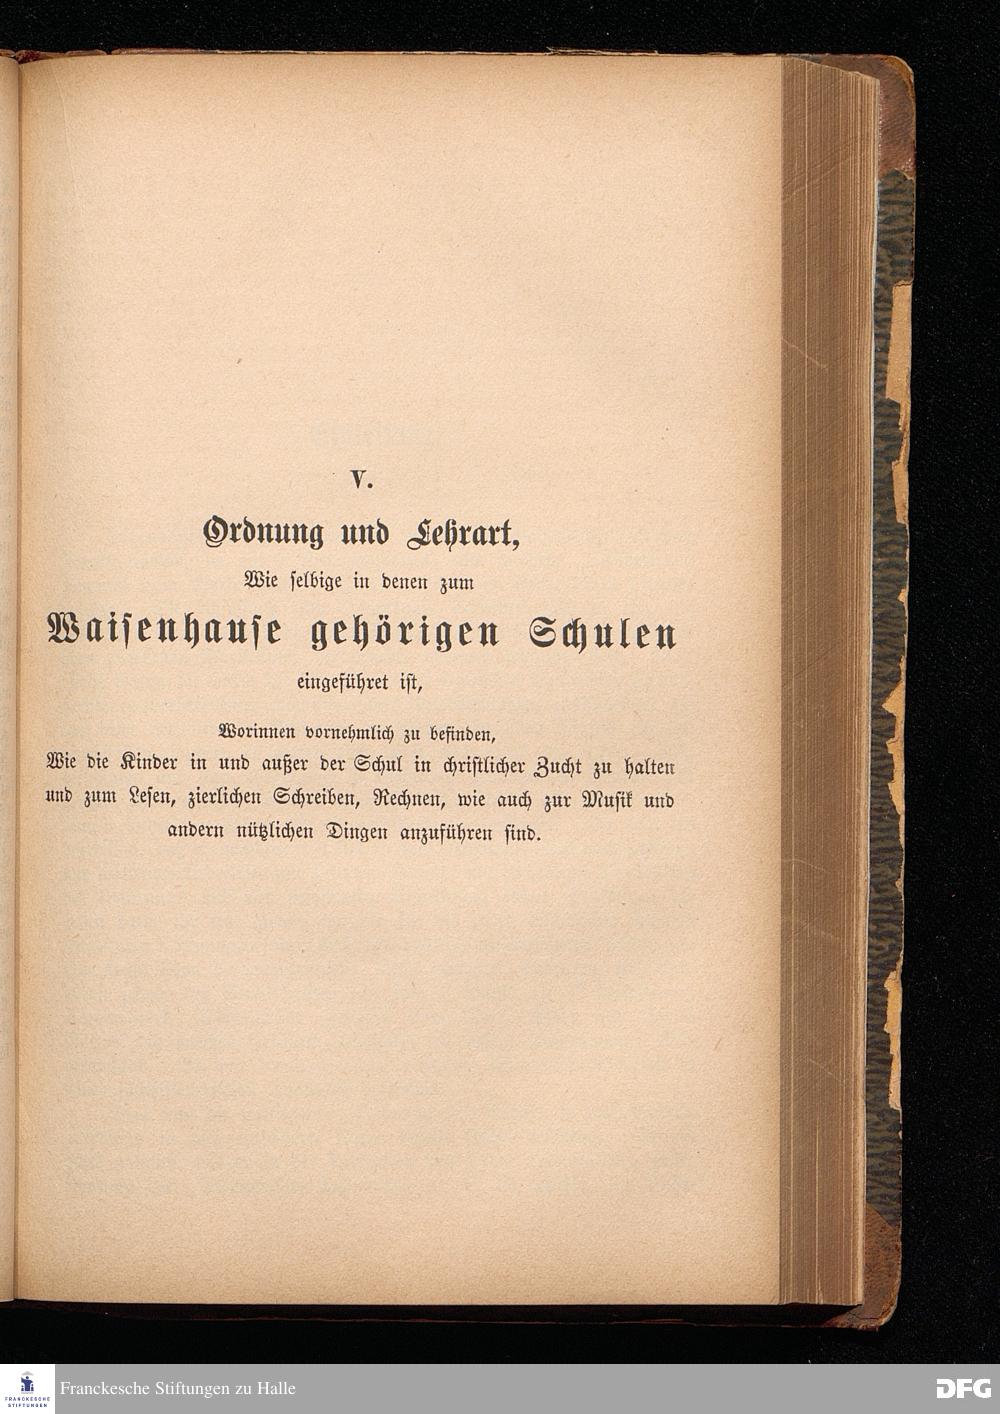 V.
Ordnung und Lehrart,
Wie selbige in denen zum
Waisenhause gehörigen Schulen
eingeführet ist,
Worinnen vornehmlich zu befinden,
Wie die Kinder in und außer der Schul in christlicher Zucht zu halten
und zum Lesen, zierlichen Schreiben, Rechnen, wie auch zur Musik und
andern nützlichen Dingen anzuführen sind.
FRANCKESCHE
STIFTUNGEN
Franckesche Stiftungen zu Halle
DFG